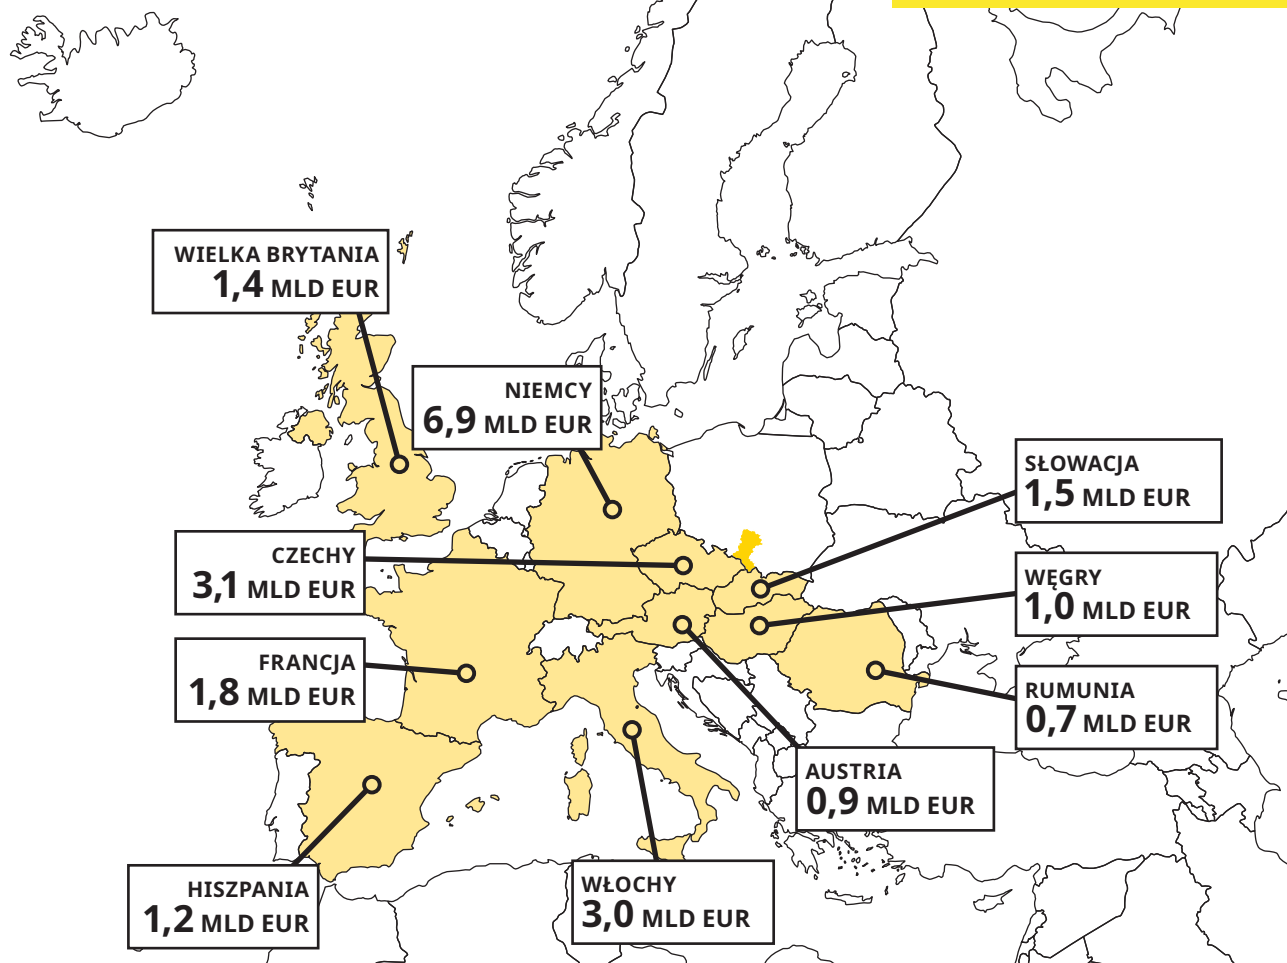 WIELKA BRYTANIA
1,4 MLD EUR
NIEMCY
6,9 MLD EUR
SŁOWACJA
1,5 MLD EUR
CZECHY
3,1 MLD EUR
WĘGRY
1,0 MLD EUR
FRANCJA
1,8 MLD EUR
RUMUNIA
0,7 MLD EUR
AUSTRIA
0,9 MLD EUR
HISZPANIA
1,2 MLD EUR
WŁOCHY
3,0 MLD EUR